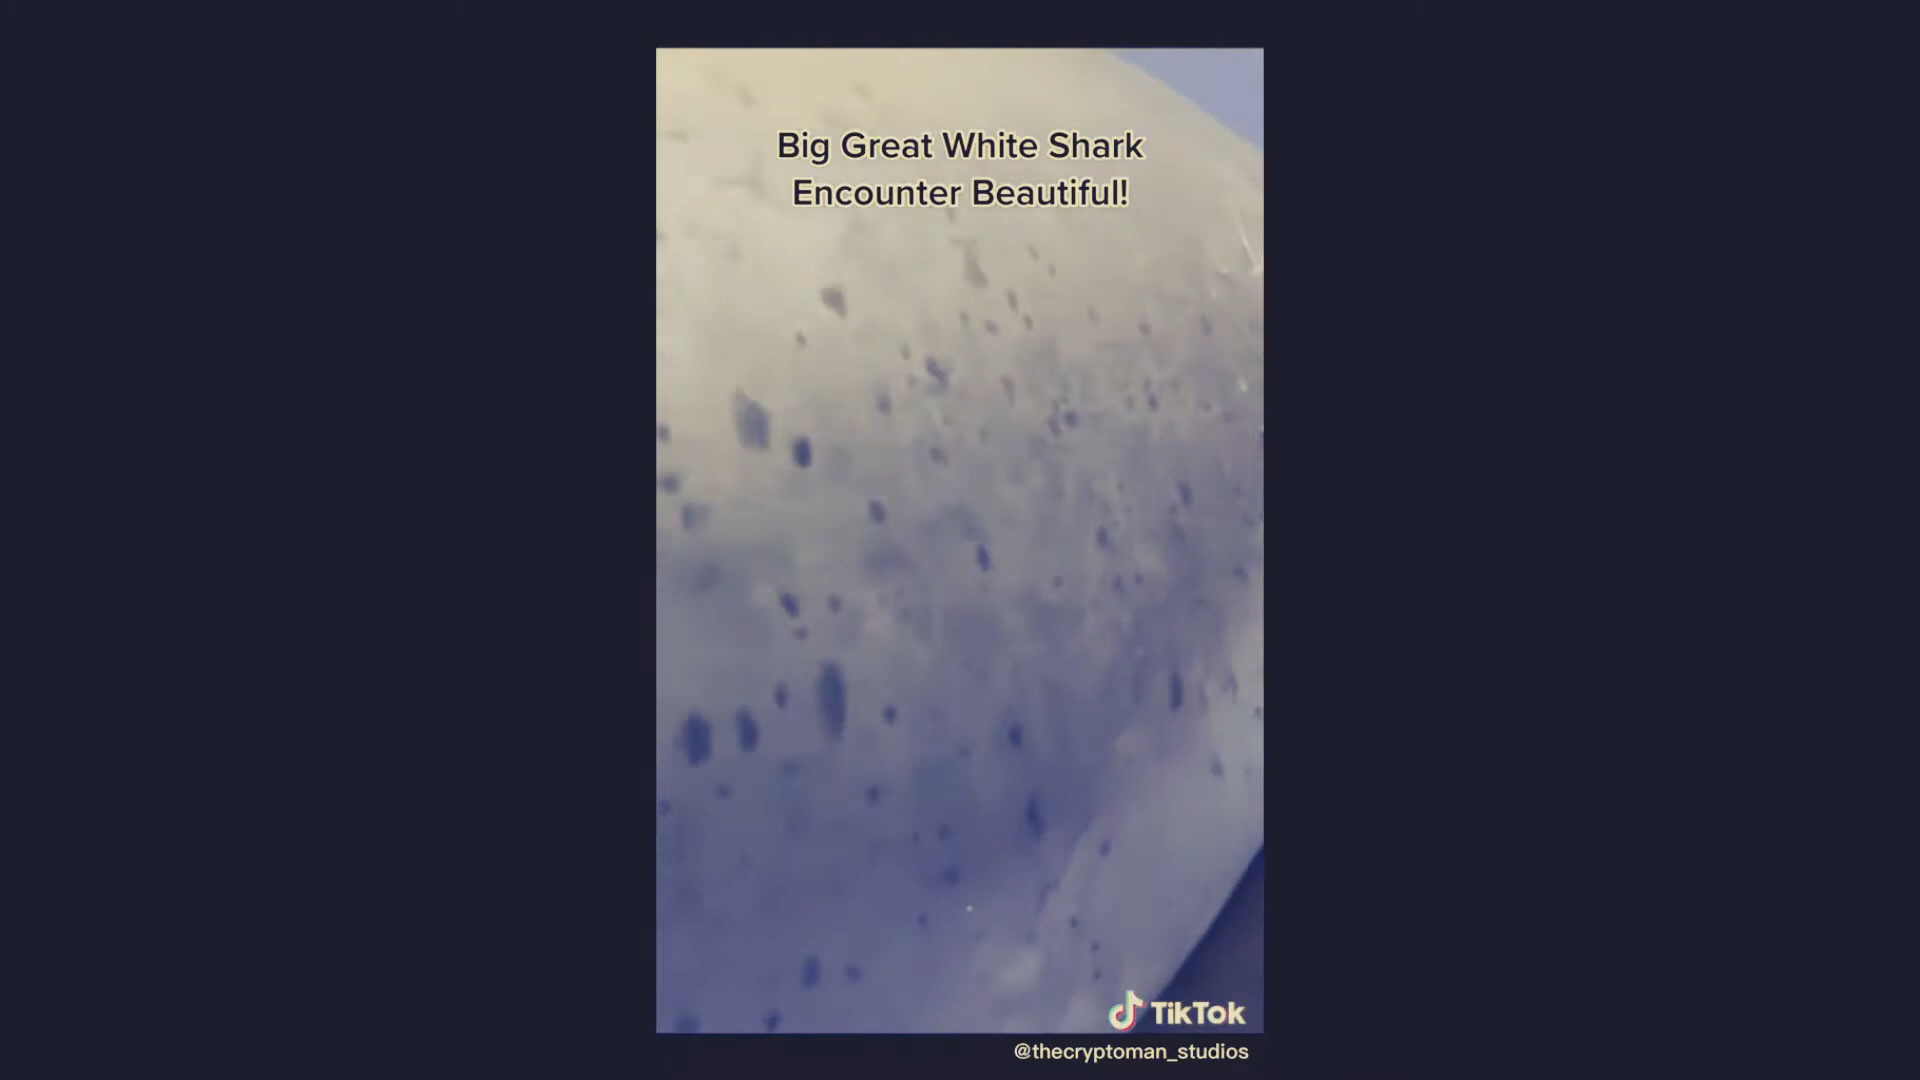 Big Great White Shark
Encounter Beautiful!
TikTok
@thecryptoman_studios